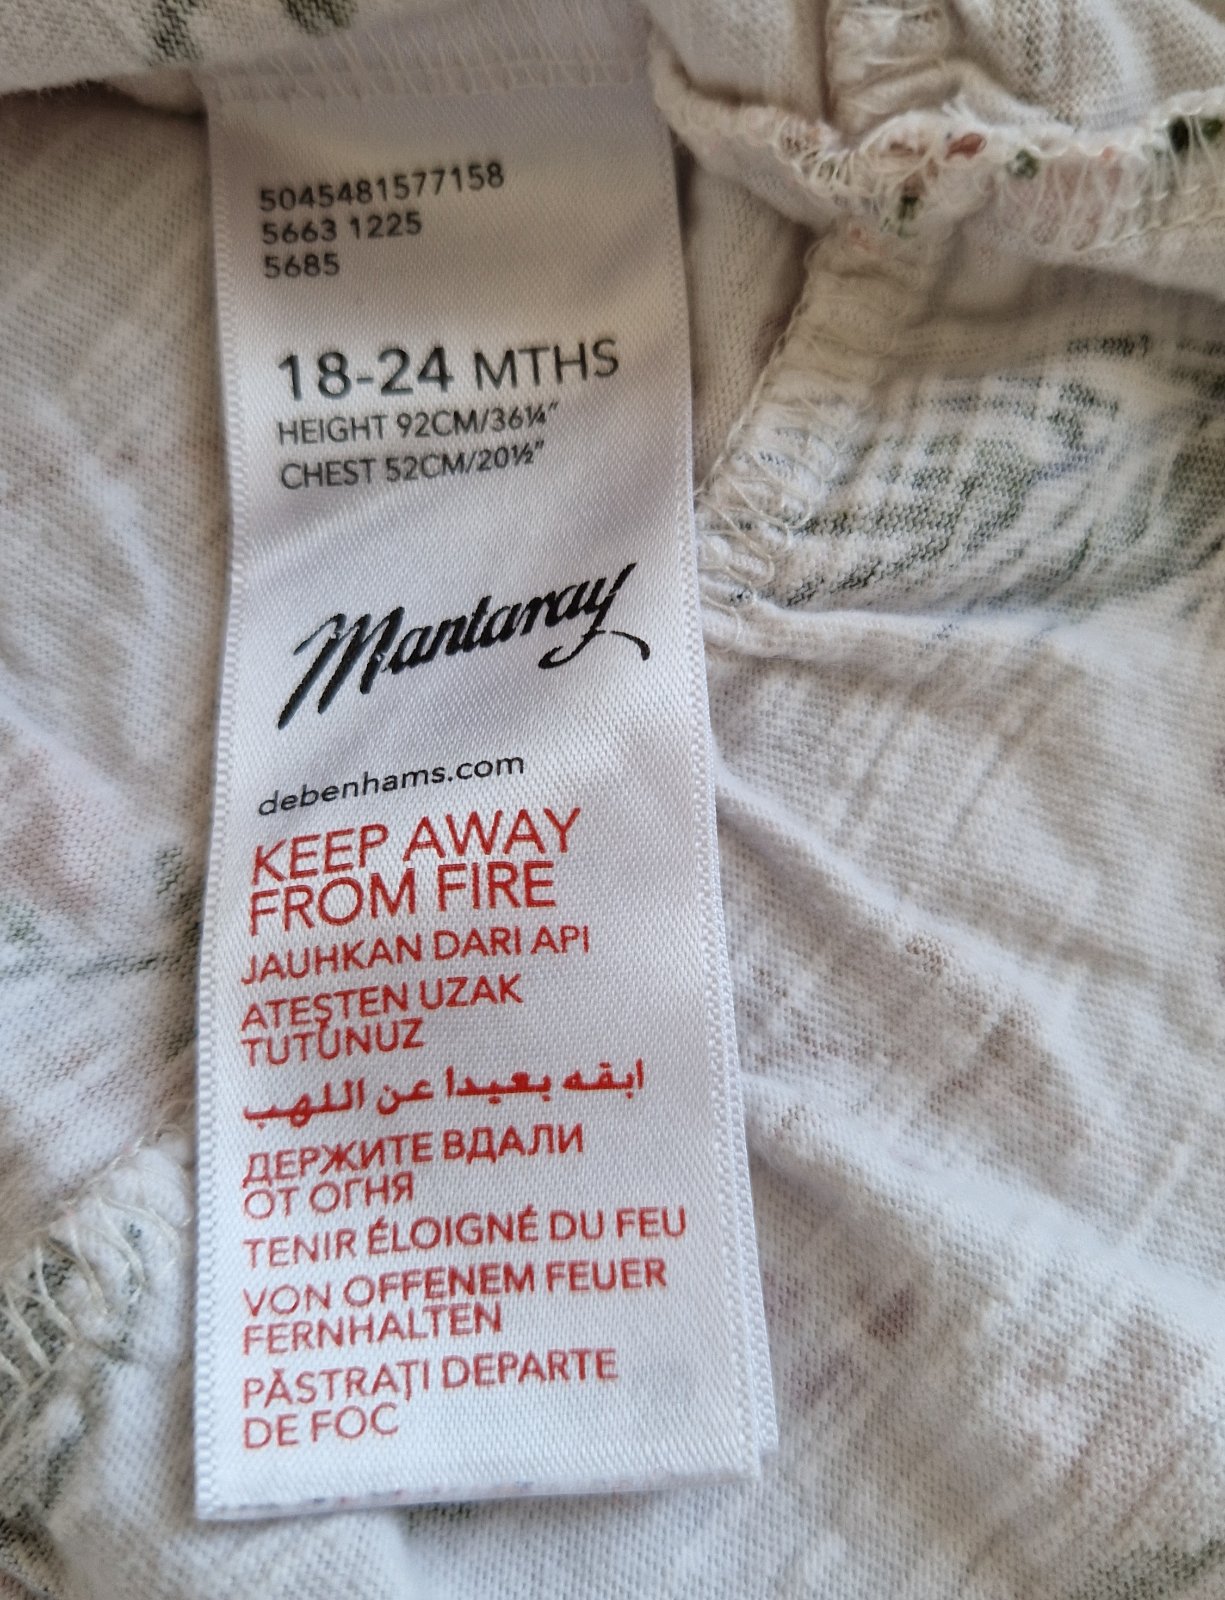 5045481577158
5663 1225
5685
18-24 MTHS
HEIGHT 92CM/36¼"
CHEST 52CM/20½"
Mantaray
debenhams.com
KEEP AWAY
FROM FIRE
JAUHKAN DARI API
ATEŞTEN UZAK
TUTUNUZ
ابقه بعيدا عن اللهب
ДЕРЖИТЕ ВДАЛИ
ОТ ОГНЯ
TENIR ÉLOIGNÉ DU FEU
VON OFFENEM FEUER
FERNHALTEN
PĂSTRAȚI DEPARTE
DE FOC